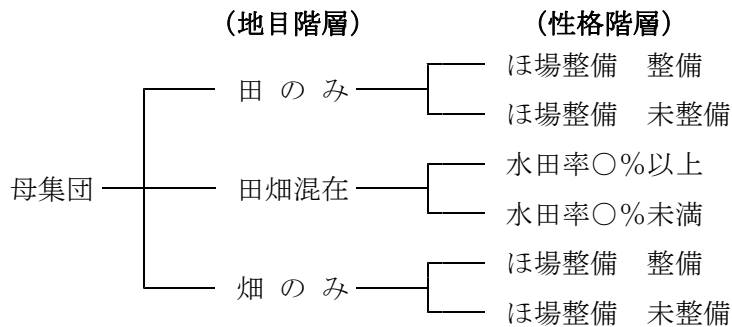 (地目階層) (性格階層)
田 の み
ほ場整備 整備
ほ場整備 未整備
母集団
田畑混在
水田率○%以上
水田率○%未満
畑 の み
ほ場整備 整備
ほ場整備 未整備